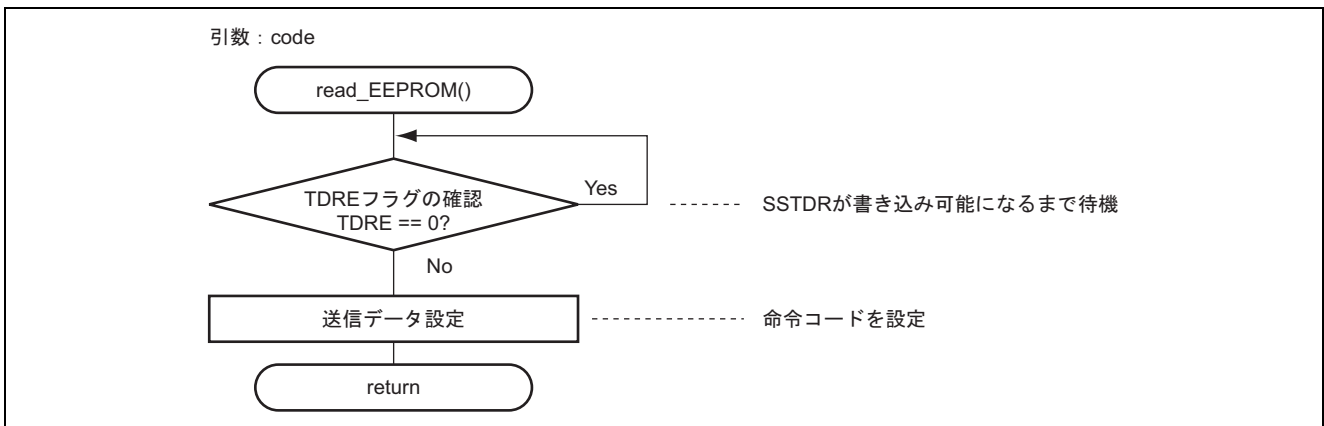 引数：code
read_EEPROM()
TDREフラグの確認
TDRE == 0?
Yes
SSTDRが書き込み可能になるまで待機
No
送信データ設定
命令コードを設定
return